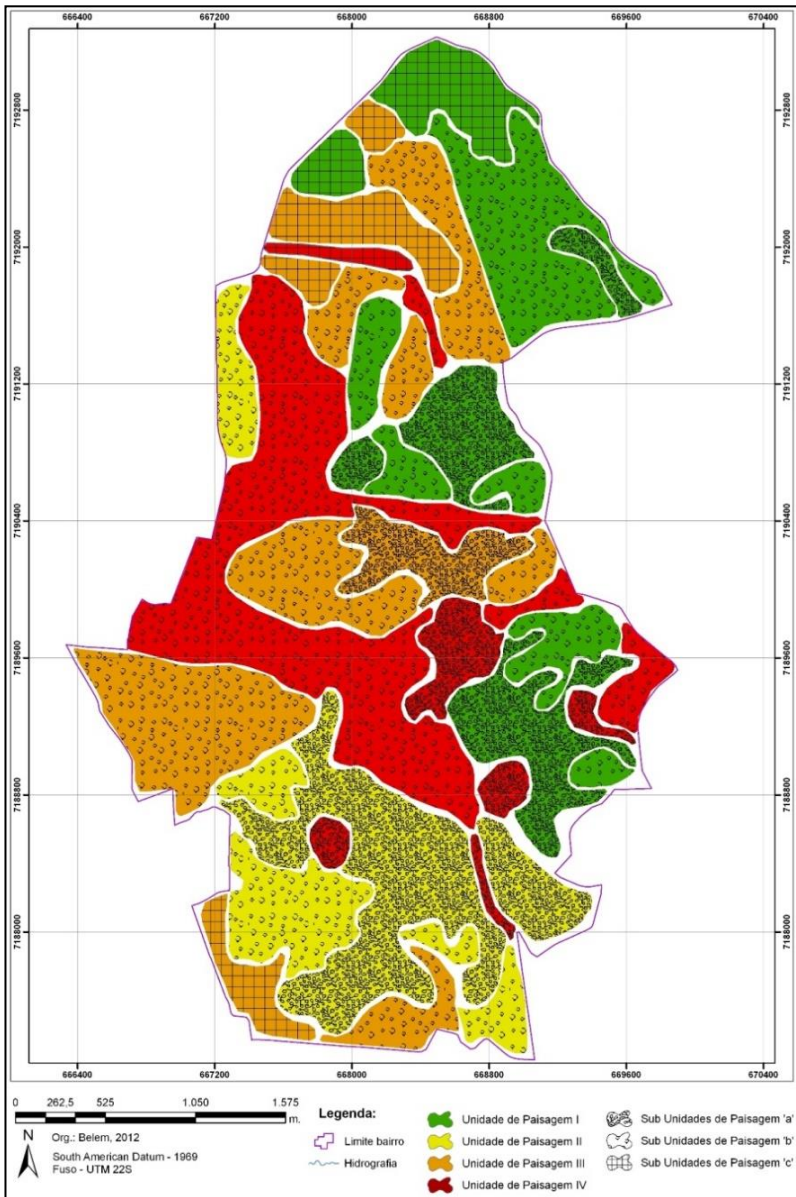 666400 667200 668000 668800 669600 670400
7192800 7192800
7192000 7192000
7191200 7191200
7190400 7190400
7189600 7189600
7188800 7188800
7188000 7188000
666400 667200 668000 668800 669600 670400
0 262,5 525 1.050 1.575
m.
N
Org.: Belem, 2012
South American Datum - 1969
Fuso - UTM 22S
Legenda:
Limite bairro
Hidrografia
Unidade de Paisagem I
Unidade de Paisagem II
Unidade de Paisagem III
Unidade de Paisagem IV
Sub Unidades de Paisagem 'a'
Sub Unidades de Paisagem 'b'
Sub Unidades de Paisagem 'c'